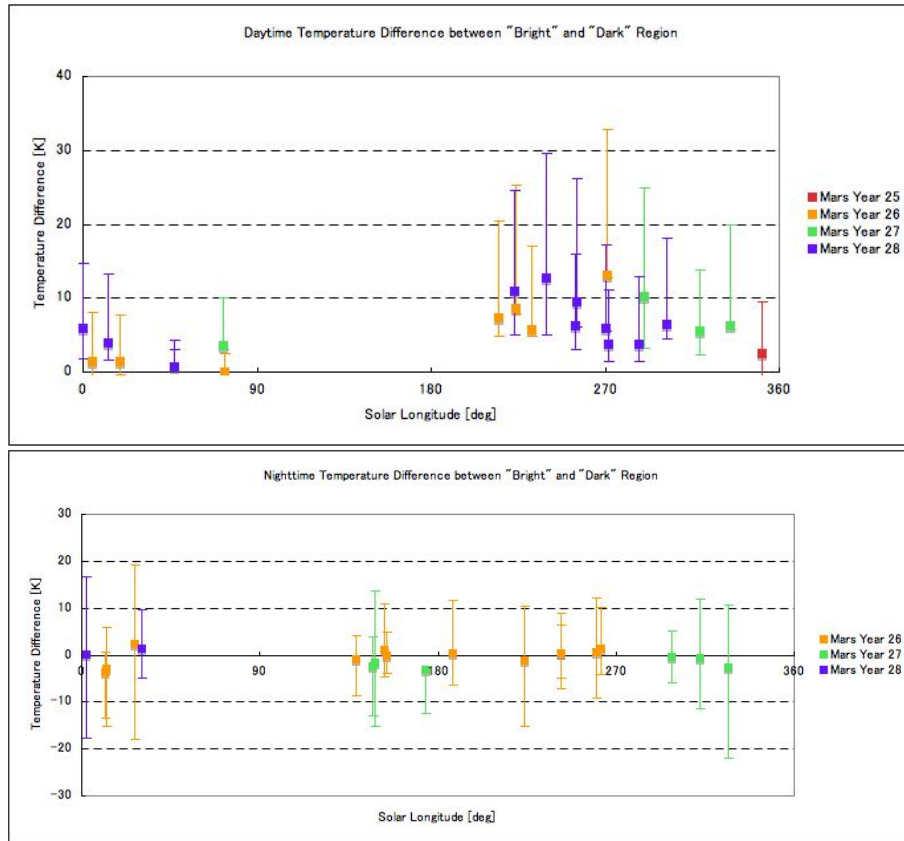 Daytime Temperature Difference between "Bright" and "Dark" Region
40
30
20
10
0
Temperature Difference [K]
0 90 180 270 360
Solar Longitude [deg]
Mars Year 25
Mars Year 26
Mars Year 27
Mars Year 28
Nighttime Temperature Difference between "Bright" and "Dark" Region
30
20
10
0
-10
-20
-30
Temperature Difference [K]
0 90 180 270 360
Solar Longitude [deg]
Mars Year 26
Mars Year 27
Mars Year 28